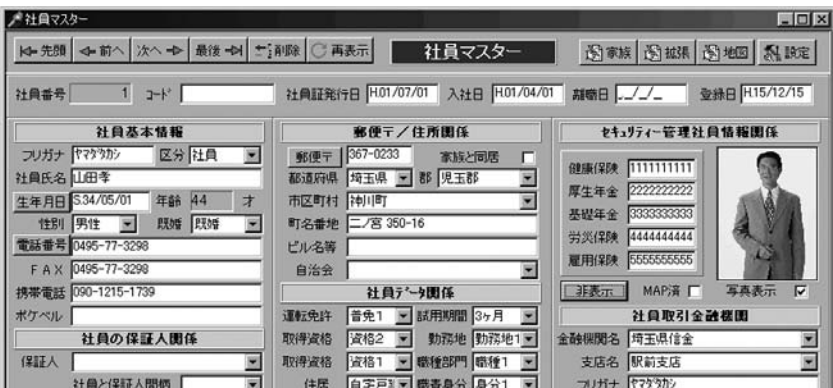 社員マスター
先頭 前へ 次へ 最後 削除 再表示 社員マスター 家族 拡張 地図 設定
社員番号 1 コード 社員証発行日 H.01/07/01 入社日 H.01/04/01 離職日 _._/_/_ 登録日 H.15/12/15
社員基本情報
フリガナ ヤマダタカシ 区分 社員
社員氏名 山田孝
生年月日 S.34/05/01 年齢 44 才
性別 男性 既婚 既婚
電話番号 0495-77-3298
FAX 0495-77-3298
携帯電話 090-1215-1739
ポケベル
社員の保証人関係
保証人
社員と保証人間柄
郵便〒/住所関係
郵便〒 367-0233 家族と同居
都道府県 埼玉県 郡 児玉郡
市区町村 神川町
町名番地 二ノ宮 350-16
ビル名等
自治会
社員データ関係
運転免許 普免1 試用期間 3ヶ月
取得資格 資格2 勤務地 勤務地1
取得資格 資格1 職種部門 職種1
住居 自宅戸 職責身分 身分1
セキュリティー管理社員情報関係
健康保険 1111111111
厚生年金 2222222222
基礎年金 3333333333
労災保険 4444444444
雇用保険 5555555555
非表示 MAP済 写真表示
社員取引金融機関
金融機関名 埼玉県信金
支店名 駅前支店
フリガナ ヤマダタカシ